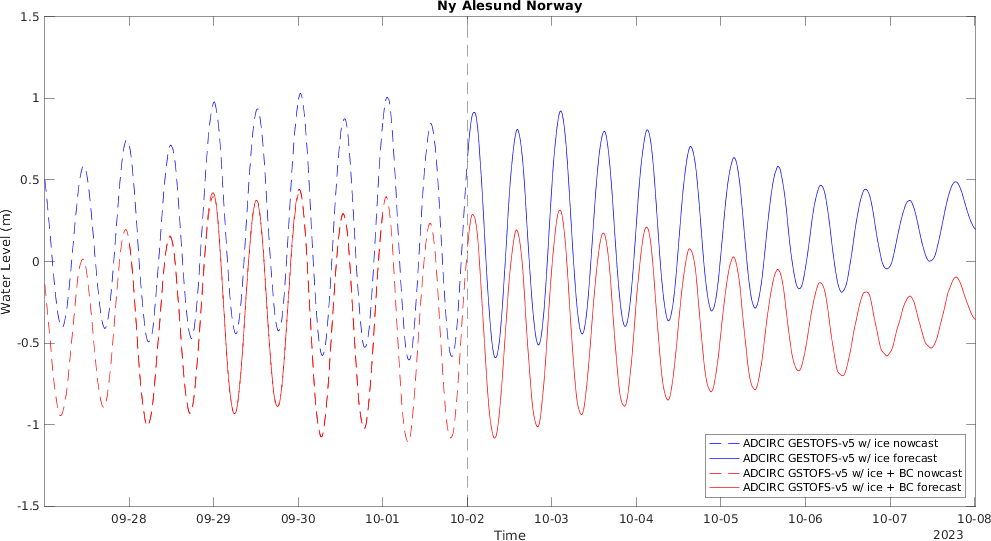 Ny Alesund Norway
1.5
1
0.5
0
-0.5
-1
-1.5
Water Level (m)
09-28 09-29 09-30 10-01 10-02 10-03 10-04 10-05 10-06 10-07 10-08
Time
2023
ADCIRC GESTOFS-v5 w/ ice nowcast
ADCIRC GESTOFS-v5 w/ ice forecast
ADCIRC GSTOFS-v5 w/ ice + BC nowcast
ADCIRC GSTOFS-v5 w/ ice + BC forecast